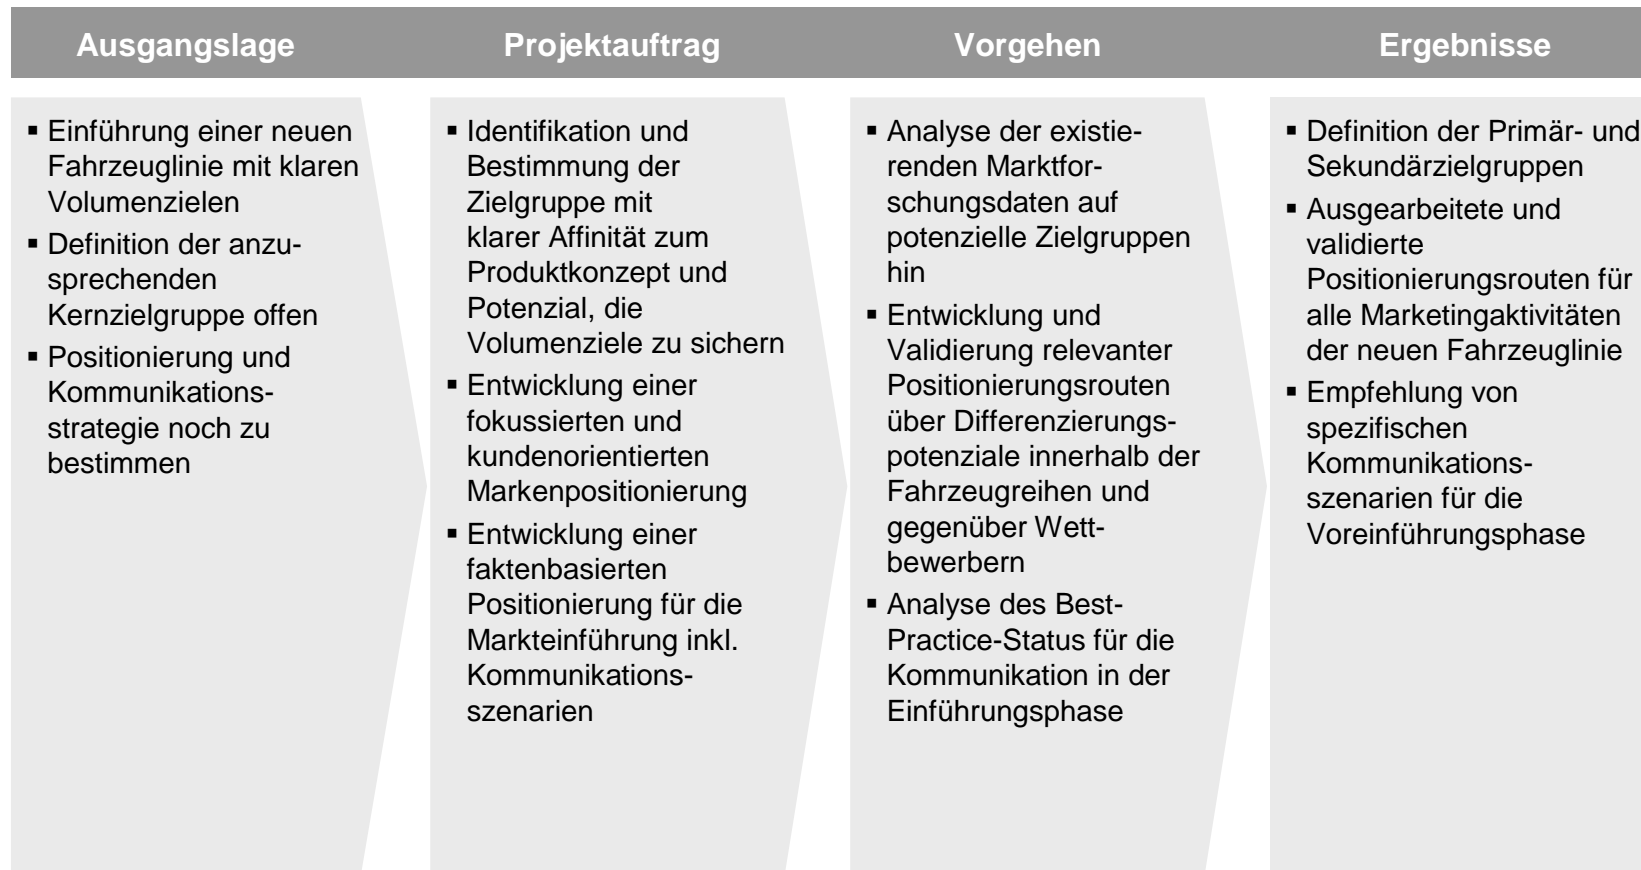 Ausgangslage
Projektauftrag
Vorgehen
Ergebnisse
▪ Einführung einer neuen
Fahrzeuglinie mit klaren
Volumenzielen
▪ Definition der anzu-
sprechenden
Kernzielgruppe offen
▪ Positionierung und
Kommunikations-
strategie noch zu
bestimmen
▪ Identifikation und
Bestimmung der
Zielgruppe mit
klarer Affinität zum
Produktkonzept und
Potenzial, die
Volumenziele zu sichern
▪ Entwicklung einer
fokussierten und
kundenorientierten
Markenpositionierung
▪ Entwicklung einer
faktenbasierten
Positionierung für die
Markteinführung inkl.
Kommunikations-
szenarien
▪ Analyse der existie-
renden Marktfor-
schungsdaten auf
potenzielle Zielgruppen
hin
▪ Entwicklung und
Validierung relevanter
Positionierungsrouten
über Differenzierungs-
potenziale innerhalb der
Fahrzeugreihen und
gegenüber Wett-
bewerbern
▪ Analyse des Best-
Practice-Status für die
Kommunikation in der
Einführungsphase
▪ Definition der Primär- und
Sekundärzielgruppen
▪ Ausgearbeitete und
validierte
Positionierungsrouten für
alle Marketingaktivitäten
der neuen Fahrzeuglinie
▪ Empfehlung von
spezifischen
Kommunikations-
szenarien für die
Voreinführungsphase